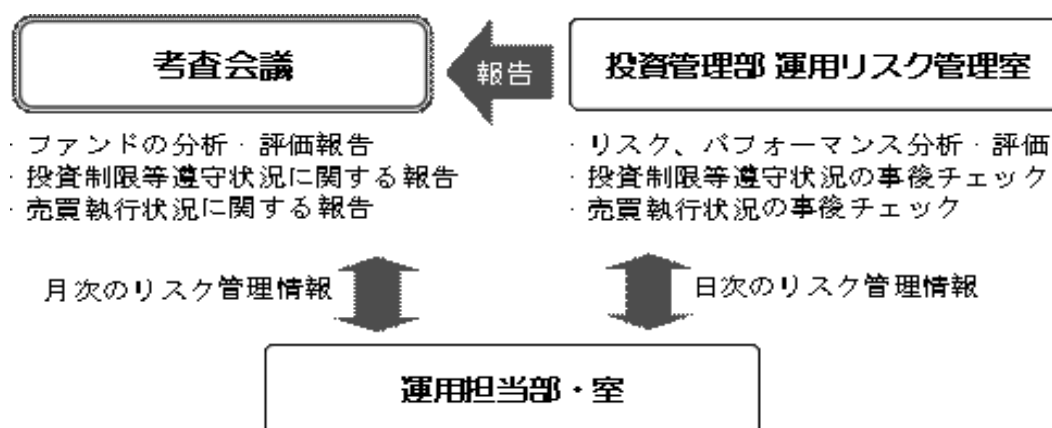 考査会議
報告
投資管理部 運用リスク管理室
・ファンドの分析・評価報告
・投資制限等遵守状況に関する報告
・売買執行状況に関する報告
・リスク、パフォーマンス分析・評価
・投資制限等遵守状況の事後チェック
・売買執行状況の事後チェック
月次のリスク管理情報
日次のリスク管理情報
運用担当部・室